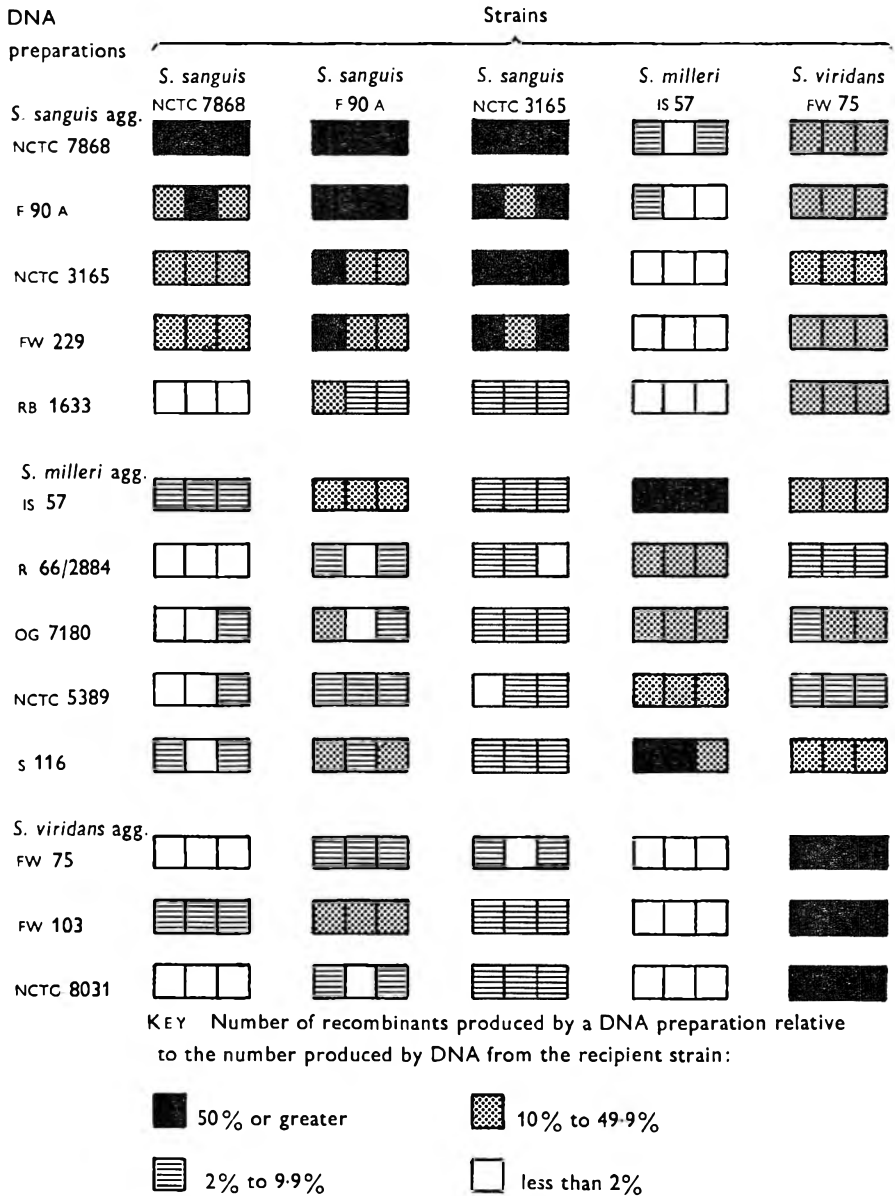 DNA
preparations
Strains
S. sanguis
NCTC 7868
S. sanguis
F 90 A
S. sanguis
NCTC 3165
S. milleri
IS 57
S. viridans
FW 75
S. sanguis agg.
NCTC 7868
F 90 A
NCTC 3165
FW 229
RB 1633
S. milleri agg.
IS 57
R 66/2884
OG 7180
NCTC 5389
S 116
S. viridans agg.
FW 75
FW 103
NCTC 8031
KEY Number of recombinants produced by a DNA preparation relative
to the number produced by DNA from the recipient strain:
50% or greater
10% to 49·9%
2% to 9·9%
less than 2%